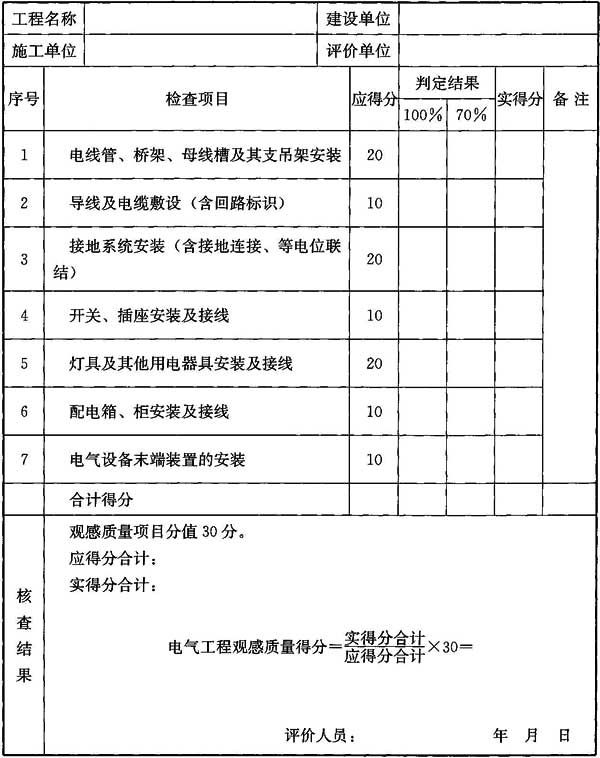 工程名称 建设单位
施工单位 评价单位
序号 检查项目 应得分 判定结果 实得分 备注
100% 70%
1 电线管、桥架、母线槽及其支吊架安装 20
2 导线及电缆敷设（含回路标识） 10
3 接地系统安装（含接地连接、等电位联
结） 20
4 开关、插座安装及接线 10
5 灯具及其他用电器具安装及接线 20
6 配电箱、柜安装及接线 10
7 电气设备末端装置的安装 10
合计得分
核查结果
观感质量项目分值30分。
应得分合计：
实得分合计：
电气工程观感质量得分=实得分合计/应得分合计×30=
评价人员： 年 月 日